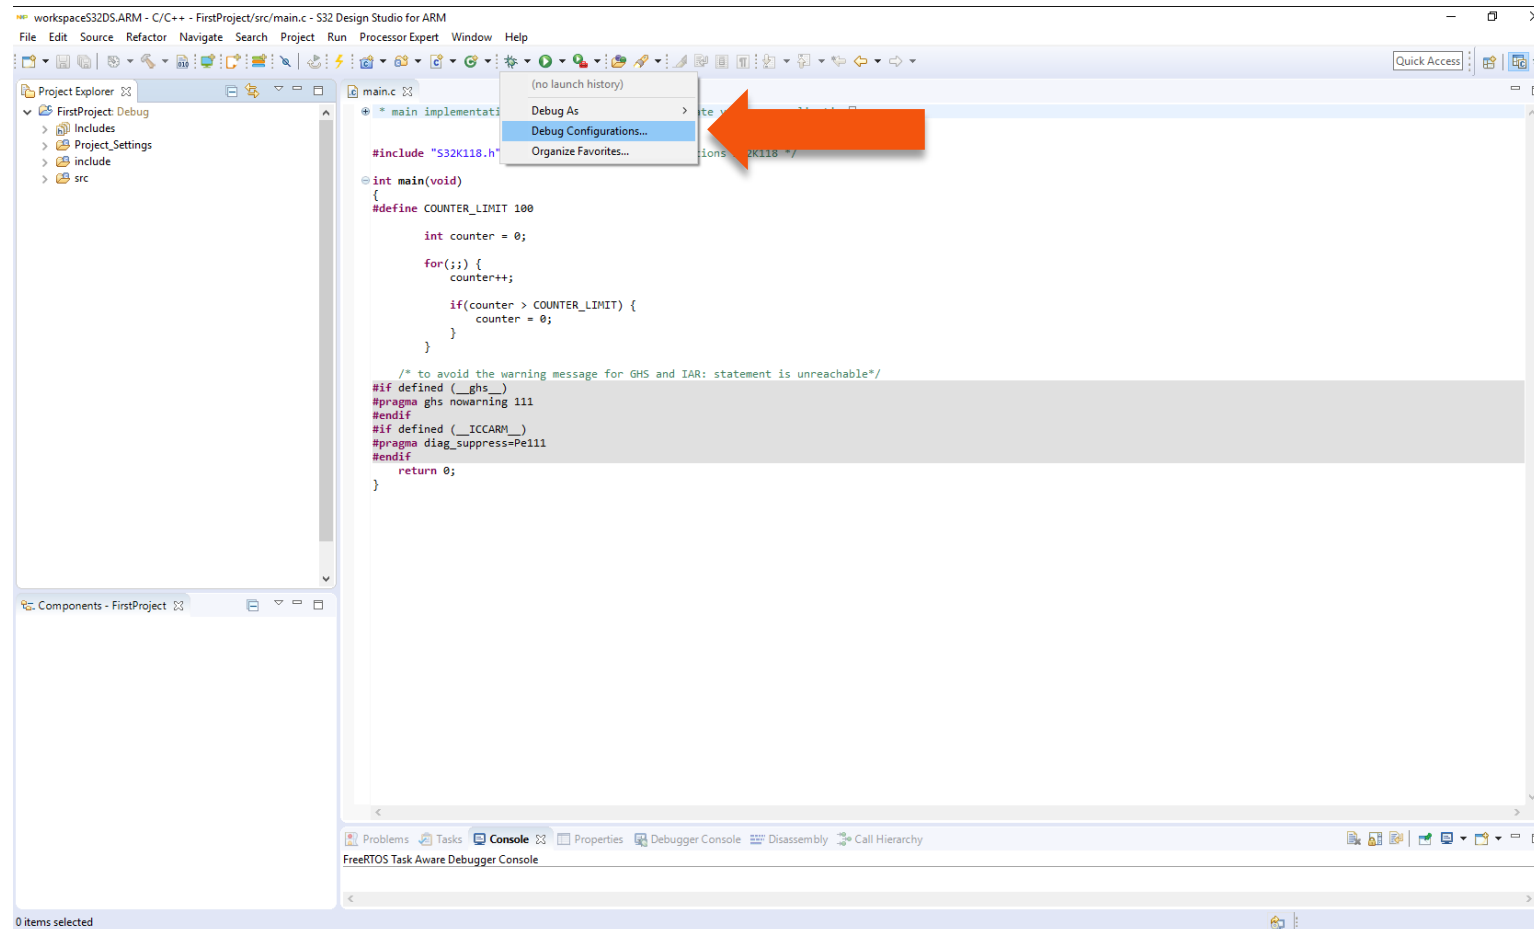 workspaceS32DS.ARM - C/C++ - FirstProject/src/main.c - S32 Design Studio for ARM
File Edit Source Refactor Navigate Search Project Run Processor Expert Window Help
Quick Access
Project Explorer
FirstProject: Debug
Includes
Project_Settings
include
src
main.c
(no launch history)
Debug As
Debug Configurations...
Organize Favorites...
* main implementati
#include "S32K118.h"
int main(void)
{
#define COUNTER_LIMIT 100
int counter = 0;
for(;;) {
counter++;
if(counter > COUNTER_LIMIT) {
counter = 0;
}
}
/* to avoid the warning message for GHS and IAR: statement is unreachable*/
#if defined (__ghs__)
#pragma ghs nowarning 111
#endif
#if defined (__ICCARM__)
#pragma diag_suppress=Pe111
#endif
return 0;
}
Components - FirstProject
Problems Tasks Console Properties Debugger Console Disassembly Call Hierarchy
FreeRTOS Task Aware Debugger Console
0 items selected